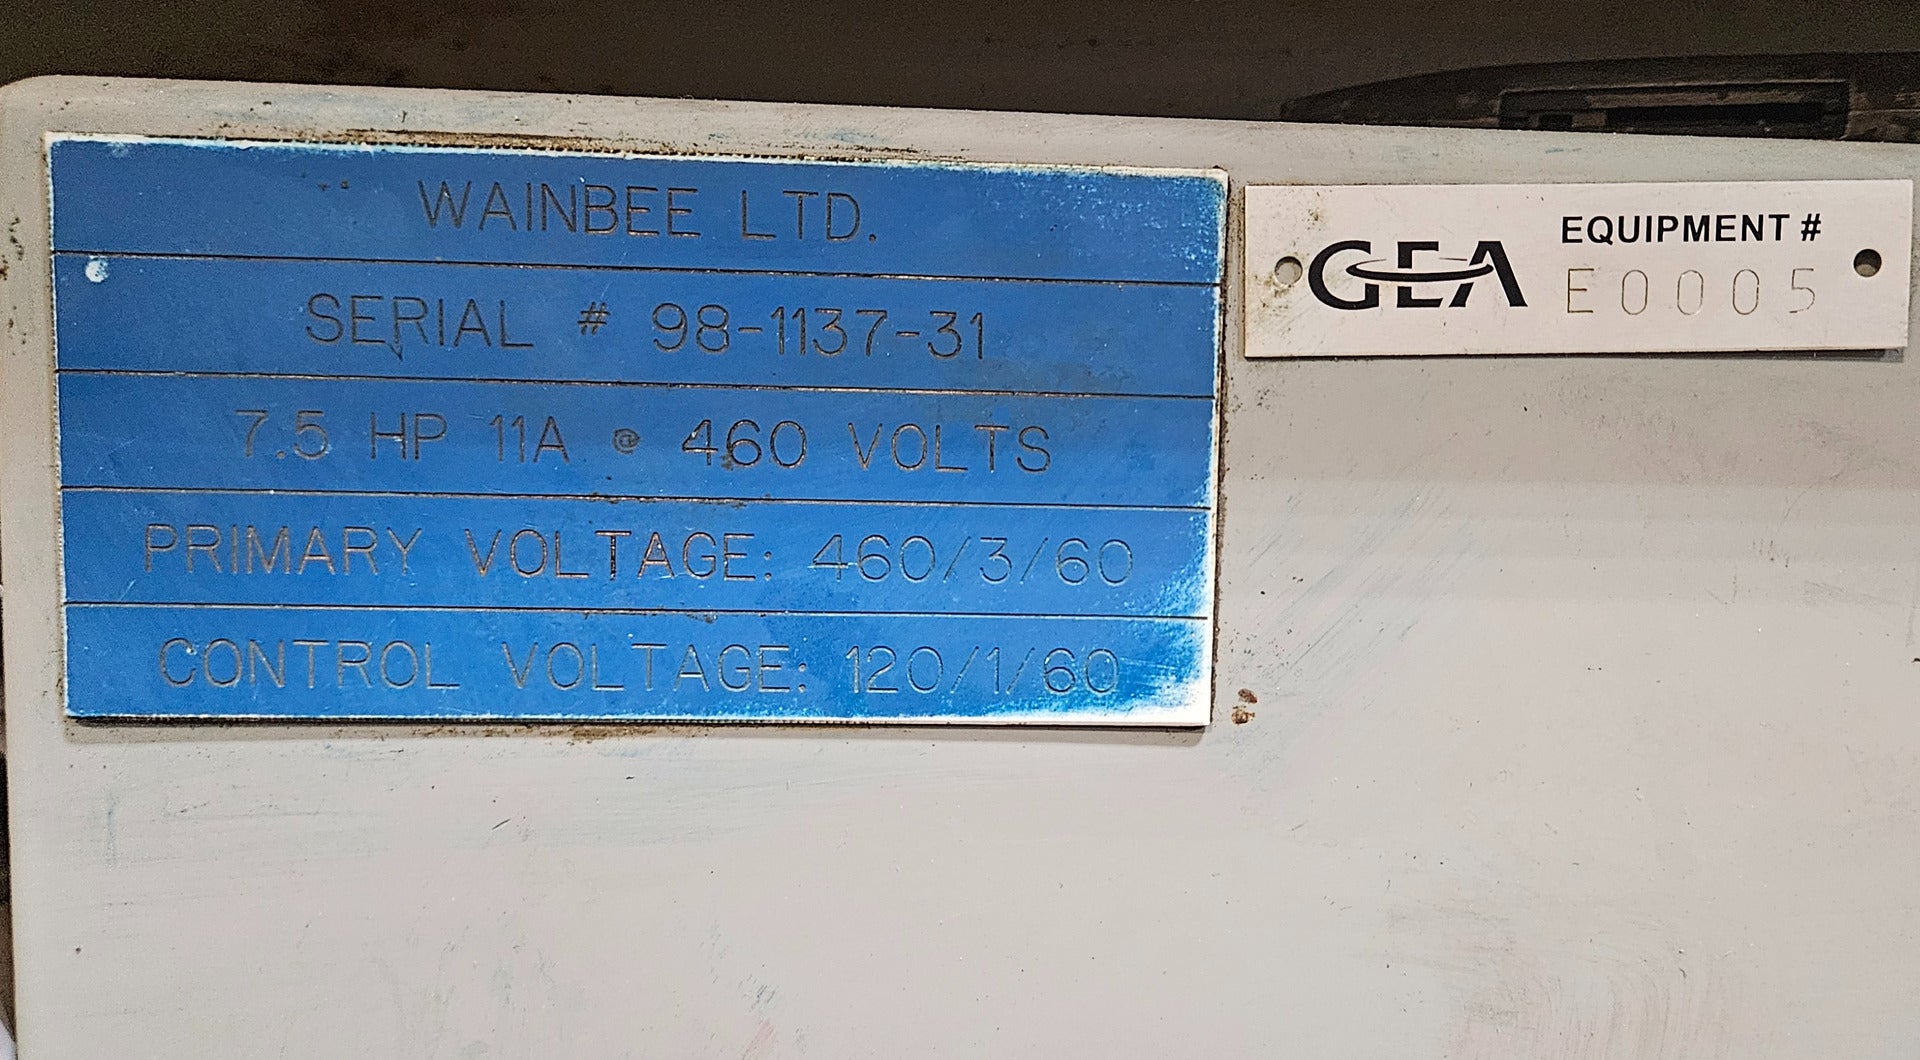 WAINBEE LTD.
SERIAL # 98-1137-31
7.5 HP 11A @ 460 VOLTS
PRIMARY VOLTAGE: 460/3/60
CONTROL VOLTAGE: 120/1/60
GEA
EQUIPMENT #
E0005